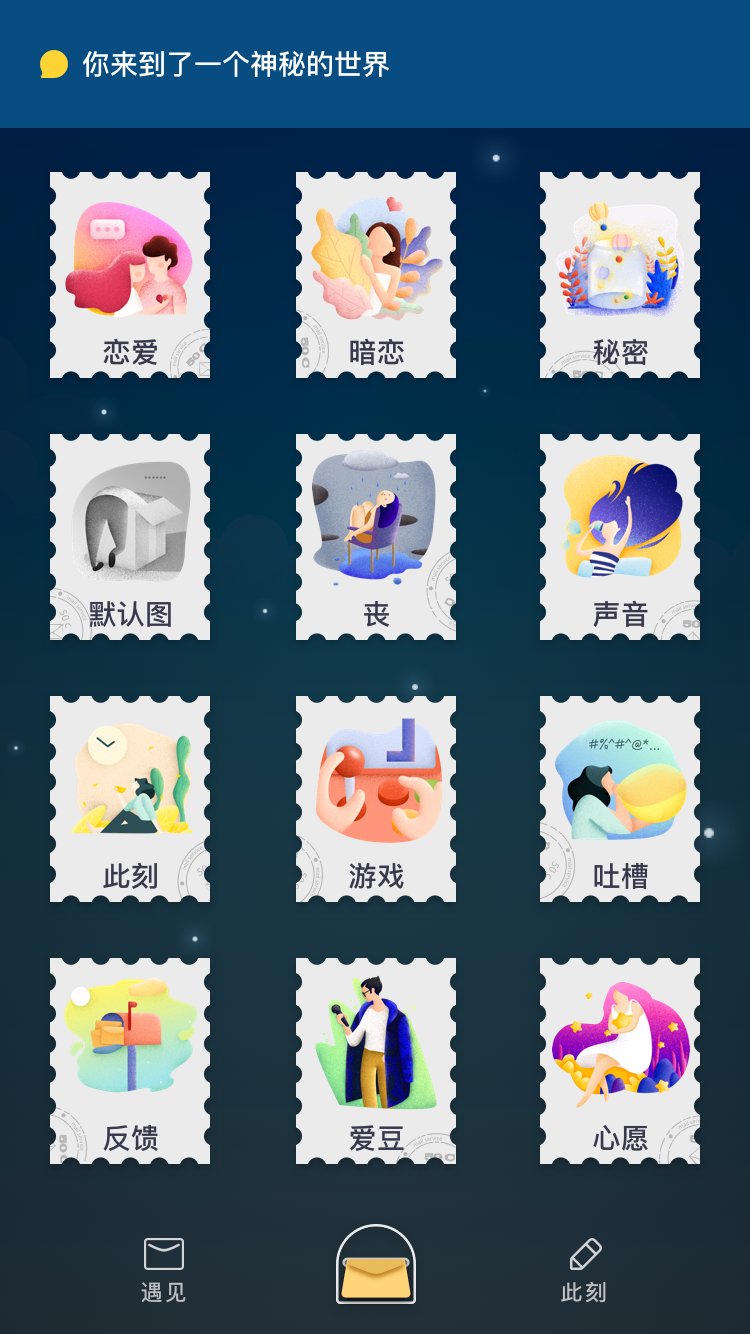 你来到了一个神秘的世界
恋爱
暗恋
秘密
默认图
丧
声音
#%^#^@*...
此刻
游戏
吐槽
反馈
爱豆
心愿
遇见
此刻